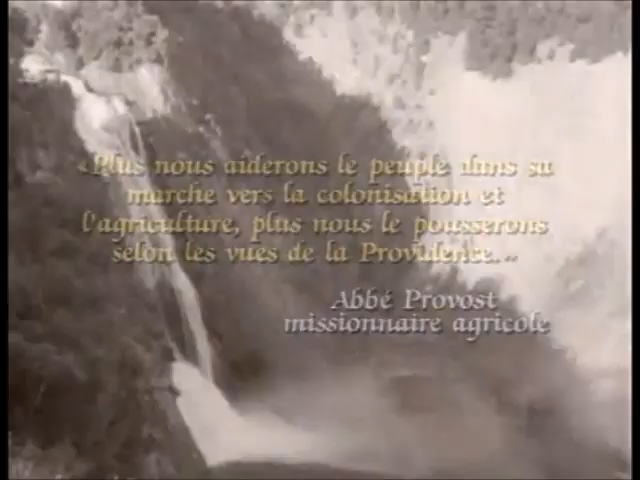 «Plus nous aiderons le peuple dans sa
marche vers la colonisation et
l'agriculture, plus nous le pousserons
selon les vues de la Providence...»
Abbé Provost
missionnaire agricole